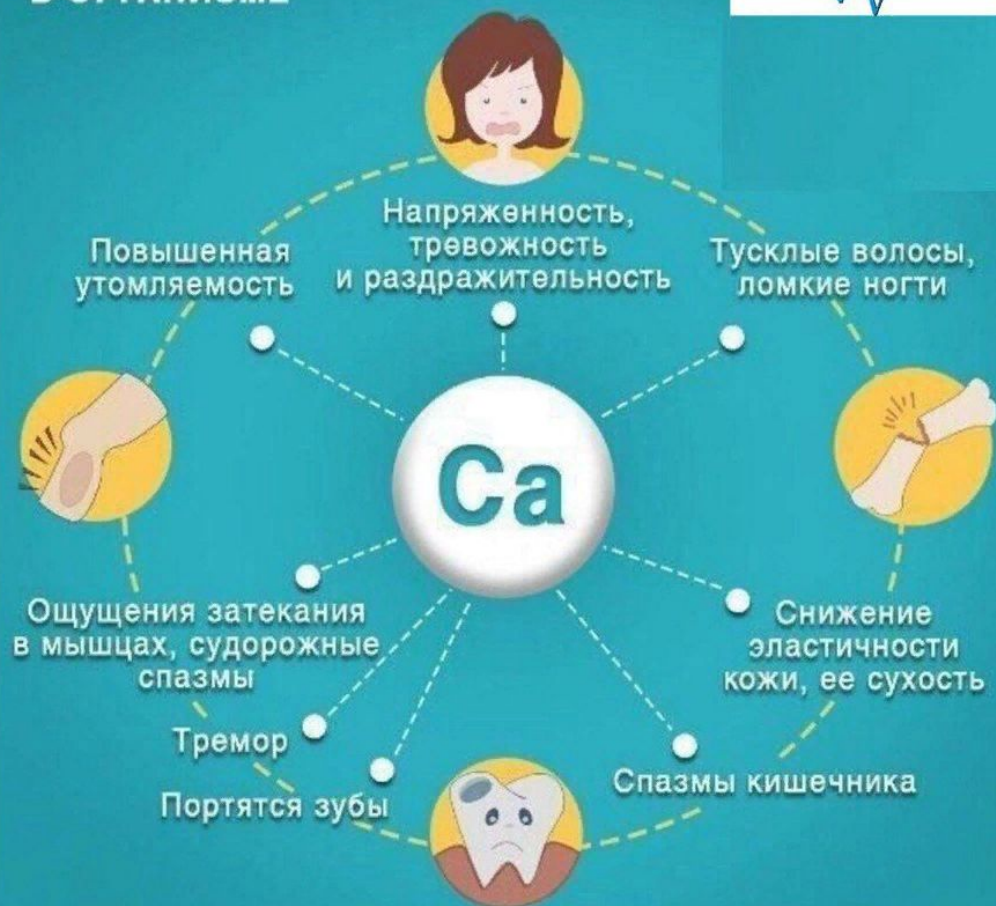 В ОРГАНИЗМЕ
Напряженность,
тревожность
и раздражительность
Повышенная
утомляемость
Тусклые волосы,
ломкие ногти
Ca
Ощущения затекания
в мышцах, судорожные
спазмы
Снижение
эластичности
кожи, ее сухость
Тремор
Портятся зубы
Спазмы кишечника